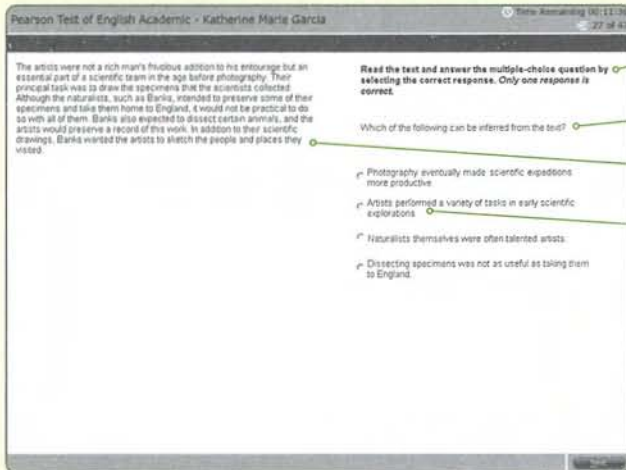 Pearson Test of English Academic - Katherine Marie Garcia
Time Remaining 00:11:36
27 of 41
The artists were not a rich man's frivolous addition to his entourage but an
essential part of a scientific team in the age before photography. Their
principal task was to draw the specimens that the scientists collected.
Although the naturalists, such as Banks, intended to preserve some of their
specimens and take them home to England, it would not be practical to do
so with all of them. Banks also expected to dissect certain animals, and the
artists would preserve a record of this work. In addition to their scientific
drawings, Banks wanted the artists to sketch the people and places they
visited.
Read the text and answer the multiple-choice question by
selecting the correct response. Only one response is
correct.
Which of the following can be inferred from the text?
Photography eventually made scientific expeditions
more productive.
Artists performed a variety of tasks in early scientific
explorations.
Naturalists themselves were often talented artists.
Dissecting specimens was not as useful as taking them
to England.